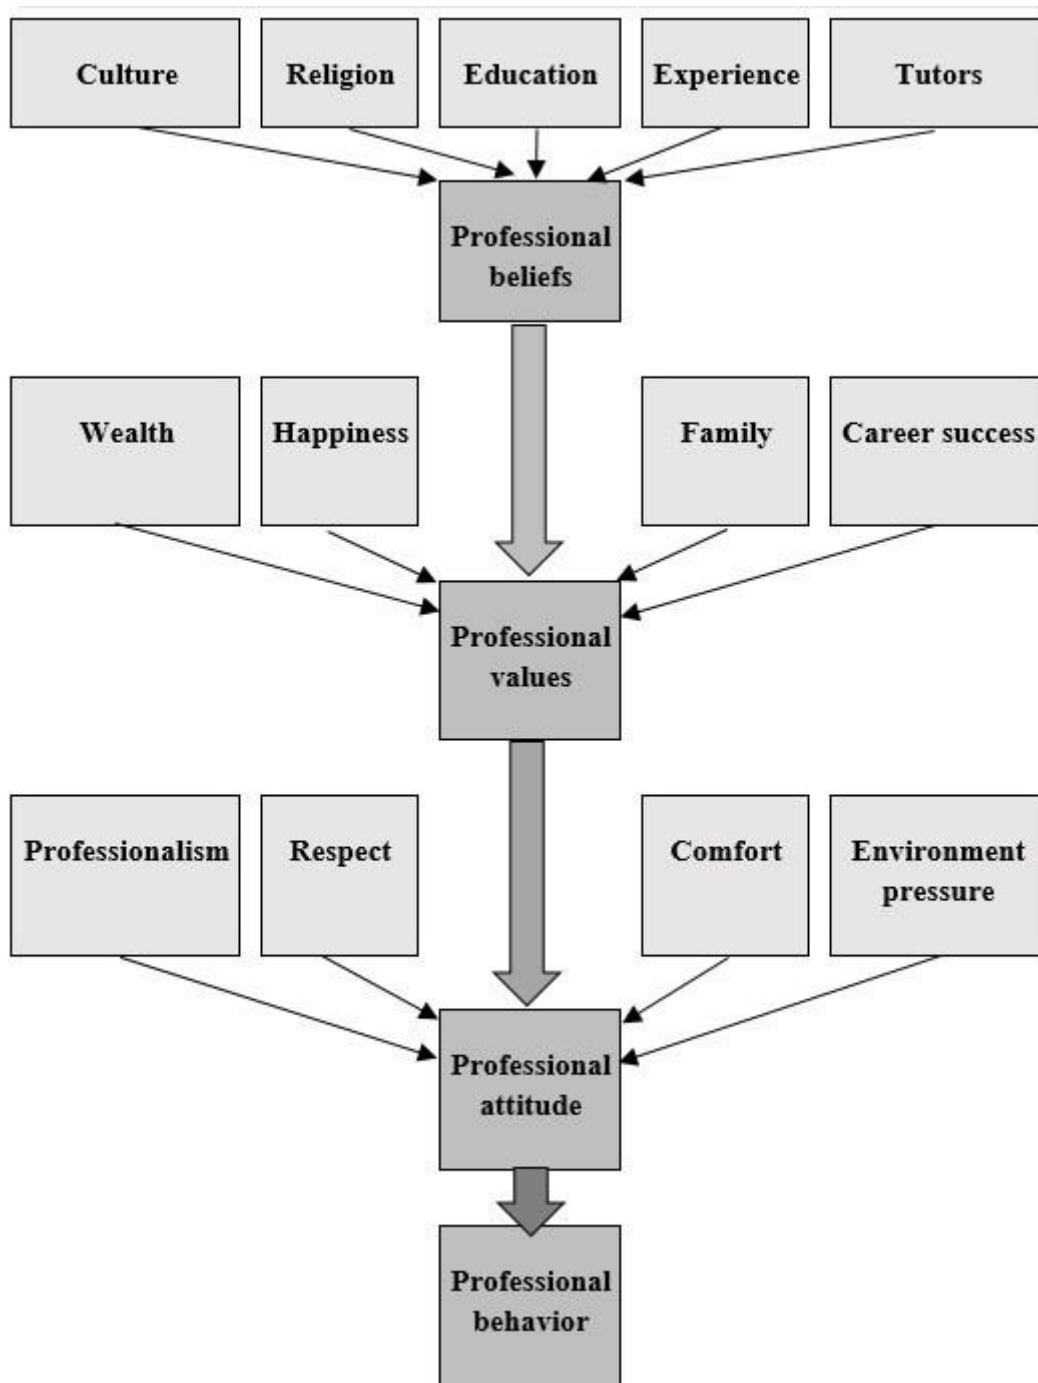 Culture
Religion
Education
Experience
Tutors
Professional
beliefs
Wealth
Happiness
Family
Career success
Professional
values
Professionalism
Respect
Comfort
Environment
pressure
Professional
attitude
Professional
behavior